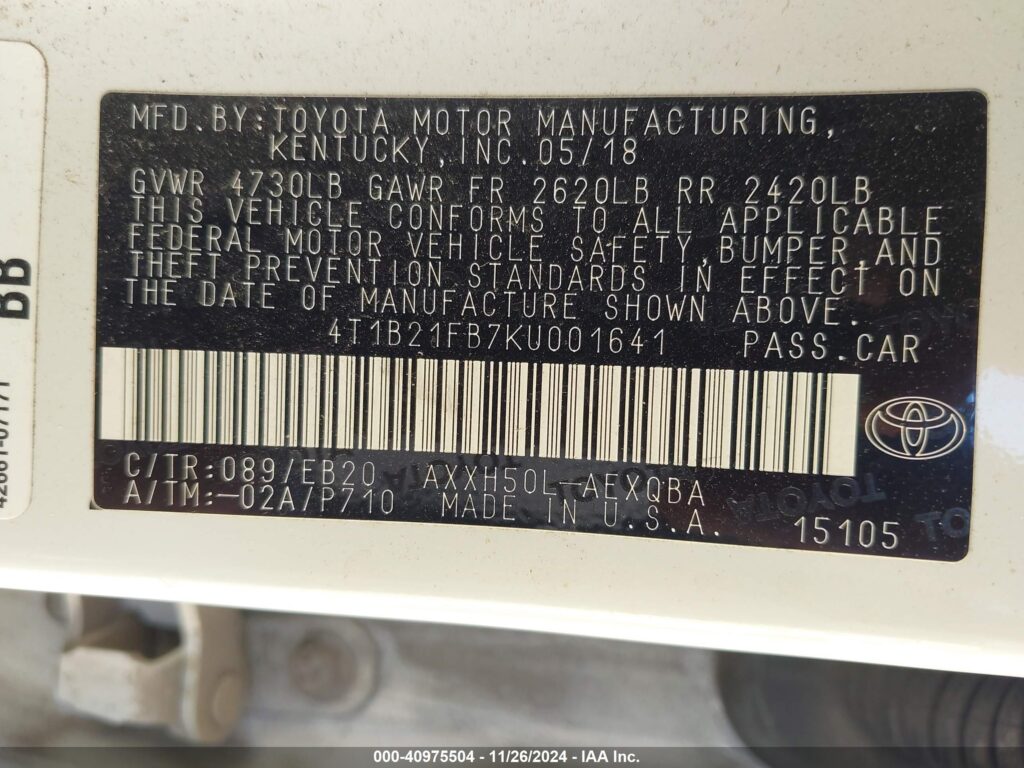 MFD.BY:TOYOTA MOTOR MANUFACTURING,
KENTUCKY,INC.05/18
GVWR 4730LB GAWR FR 2620LB RR 2420LB
THIS VEHICLE CONFORMS TO ALL APPLICABLE
FEDERAL MOTOR VEHICLE SAFETY,BUMPER,AND
THEFT PREVENTION STANDARDS IN EFFECT ON
THE DATE OF MANUFACTURE SHOWN ABOVE.
4T1B21FB7KU001641 PASS.CAR
C/TR:089/EB20 AXXH50L-AEXQBA
A/TM:-02A/P710 MADE IN U.S.A.
15105
BB
TOYOTA
TOYOTA
000-40975504 - 11/26/2024 - IAA Inc.